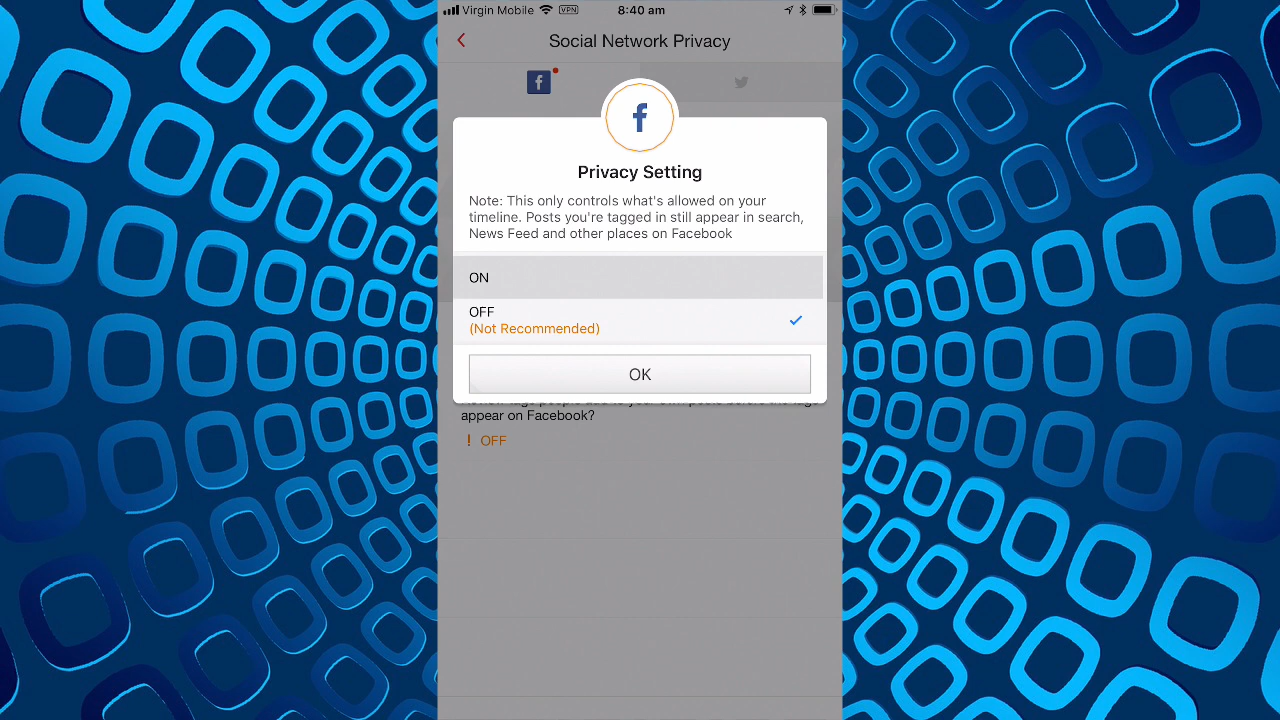 Virgin Mobile VPN 8:40 am
Social Network Privacy
Privacy Setting
Note: This only controls what's allowed on your
timeline. Posts you're tagged in still appear in search,
News Feed and other places on Facebook
ON
OFF
(Not Recommended)
OK
appear on Facebook?
! OFF